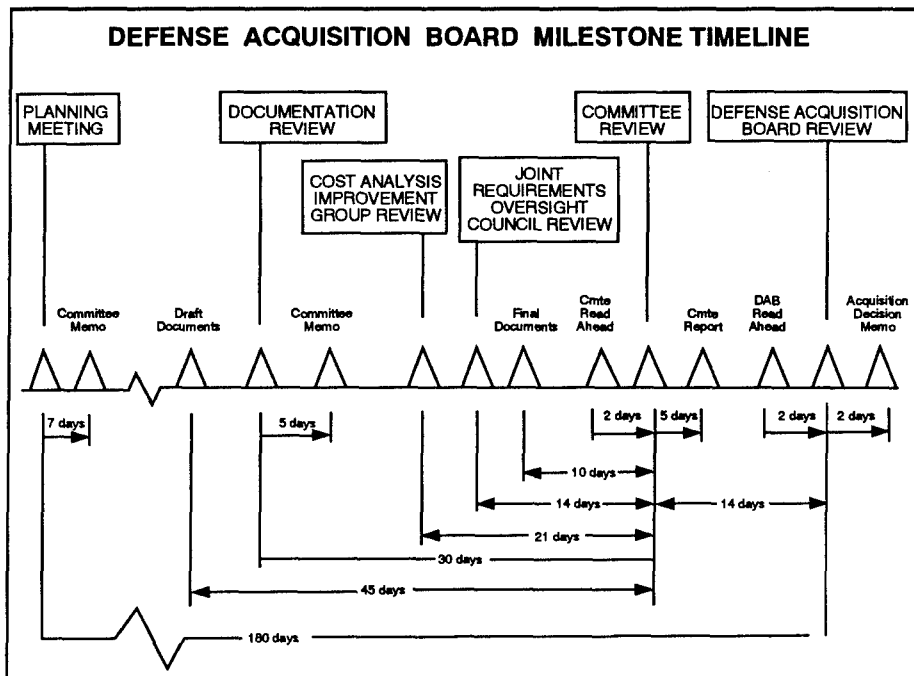 DEFENSE ACQUISITION BOARD MILESTONE TIMELINE
PLANNING
MEETING
DOCUMENTATION
REVIEW
COMMITTEE
REVIEW
DEFENSE ACQUISITION
BOARD REVIEW
COST ANALYSIS
IMPROVEMENT
GROUP REVIEW
JOINT
REQUIREMENTS
OVERSIGHT
COUNCIL REVIEW
Committee
Memo
Draft
Documents
Committee
Memo
Final
Documents
Cmte
Read
Ahead
Cmte
Report
DAB
Read
Ahead
Acquisition
Decision
Memo
7 days
5 days
2 days
5 days
2 days
2 days
10 days
14 days
14 days
21 days
30 days
45 days
180 days